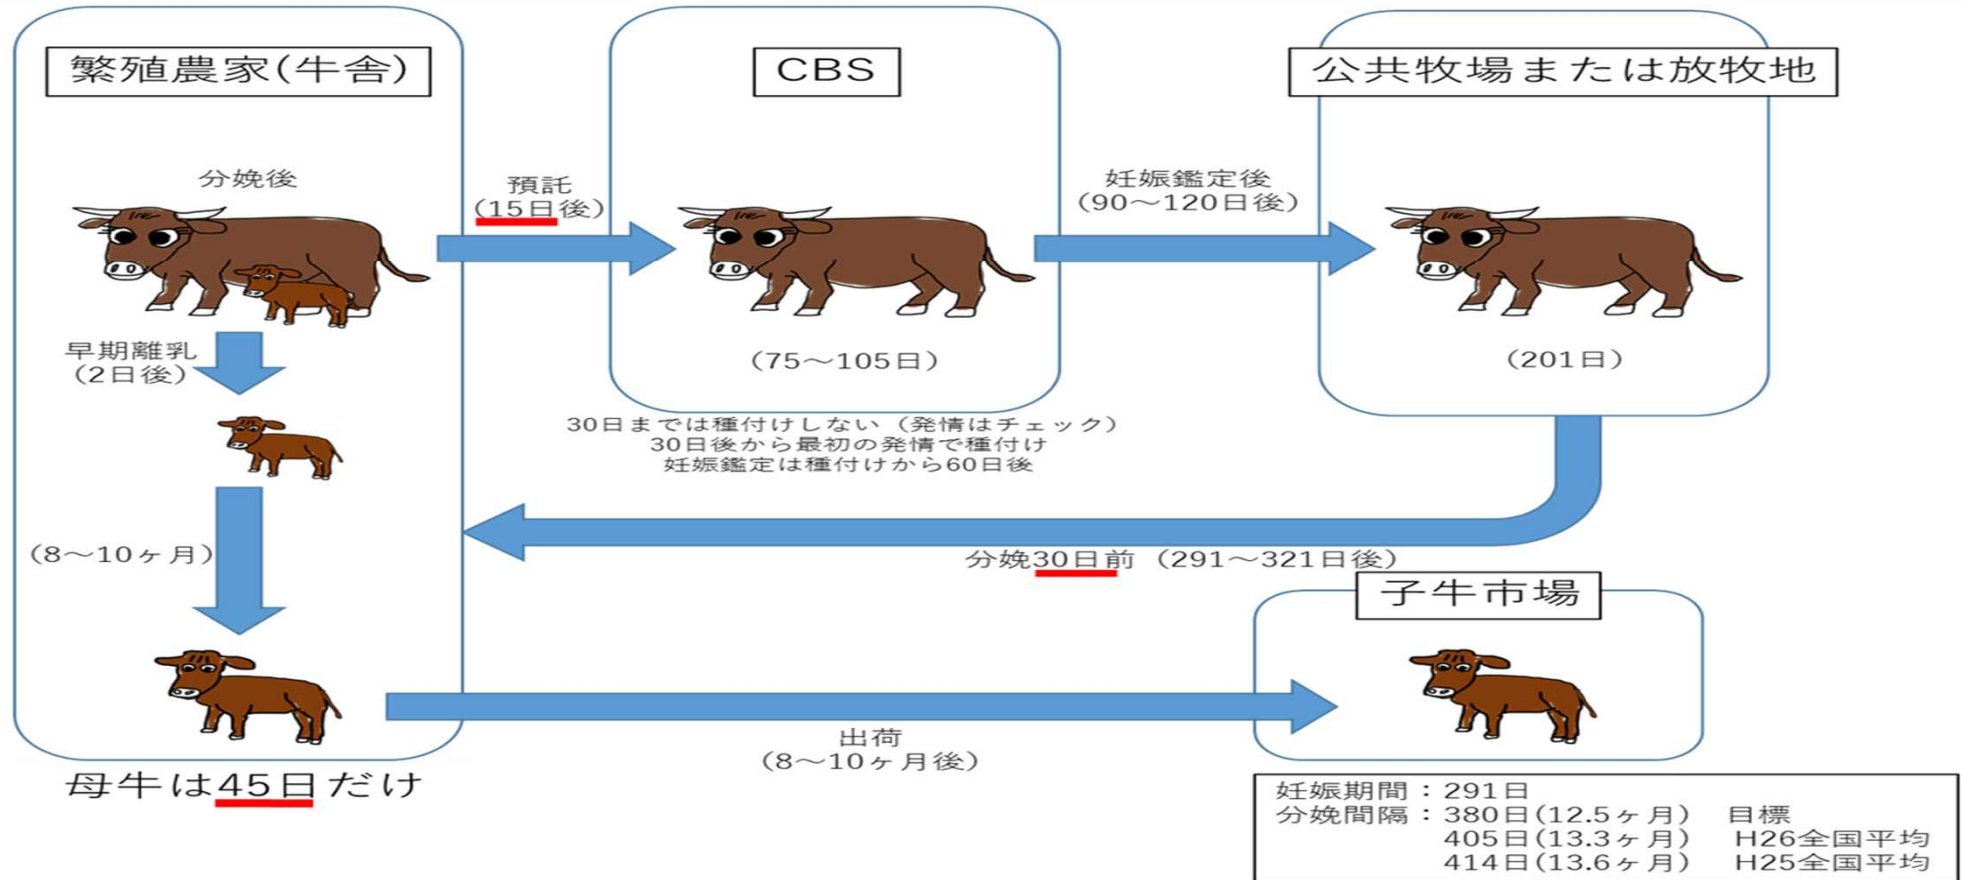 繁殖農家(牛舎)
CBS
公共牧場または放牧地
分娩後
預託
(15日後)
妊娠鑑定後
(90～120日後)
早期離乳
(2日後)
(75～105日)
(201日)
30日までは種付けしない（発情はチェック）
30日後から最初の発情で種付け
妊娠鑑定は種付けから60日後
(8～10ヶ月)
分娩30日前（291～321日後）
子牛市場
出荷
(8～10ヶ月後)
母牛は45日だけ
妊娠期間：291日
分娩間隔：380日(12.5ヶ月)　目標
405日(13.3ヶ月)　H26全国平均
414日(13.6ヶ月)　H25全国平均